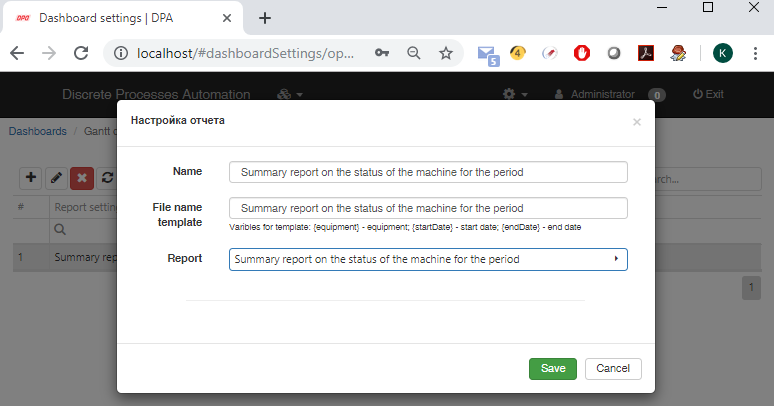 DPA Dashboard settings | DPA
localhost/#dashboardSettings/op...
5
4
K
Discrete Processes Automation
Administrator 0 Exit
Dashboards / Gantt
Настройка отчета
×
Name Summary report on the status of the machine for the period
File name template Summary report on the status of the machine for the period
Varibles for template: {equipment} - equipment; {startDate} - start date; {endDate} - end date
Report Summary report on the status of the machine for the period
rch...
# Report setting
1 Summary rep
1
Save Cancel